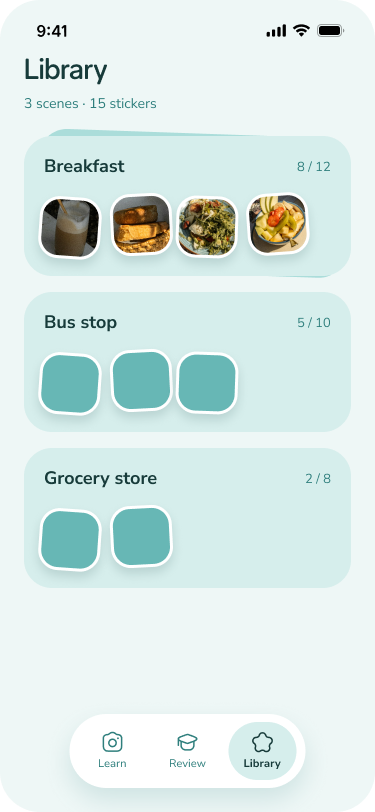 9:41
Library
3 scenes · 15 stickers
Breakfast
8 / 12
Bus stop
5 / 10
Grocery store
2 / 8
Learn
Review
Library